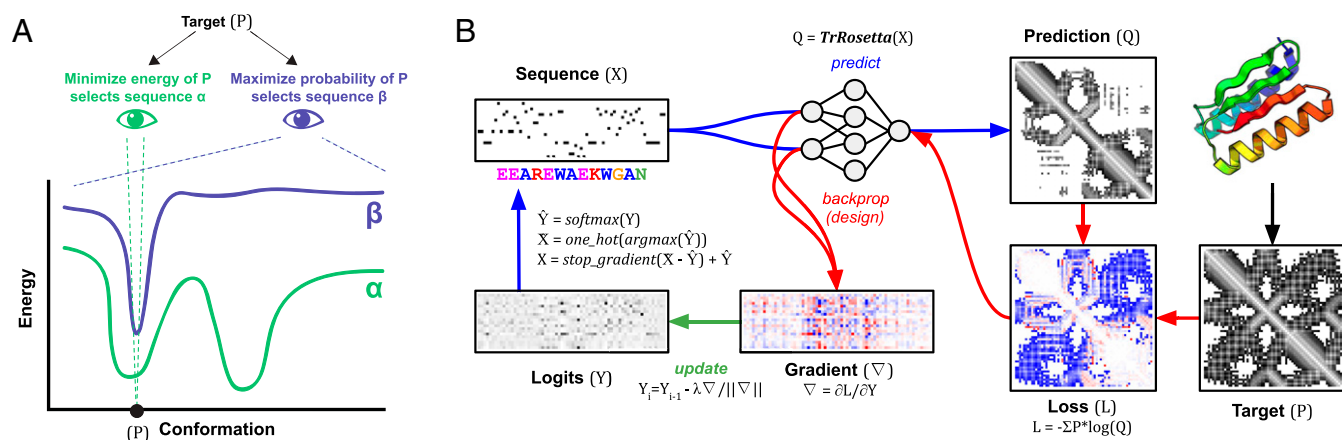 A
Target (P)
Minimize energy of P
selects sequence α
Maximize probability of P
selects sequence β
β
α
Energy
(P) Conformation
B
Sequence (X)
EEAREWAEKWGAN
Ŷ = softmax(Y)
X̄ = one_hot(argmax(Ŷ))
X = stop_gradient(X̄ - Ŷ) + Ŷ
Logits (Y)
update
Yᵢ=Yᵢ₋₁ - λ∇/||∇||
Q = TrRosetta(X)
predict
backprop
(design)
Gradient (∇)
∇ = ∂L/∂Y
Prediction (Q)
Loss (L)
L = -ΣP*log(Q)
Target (P)